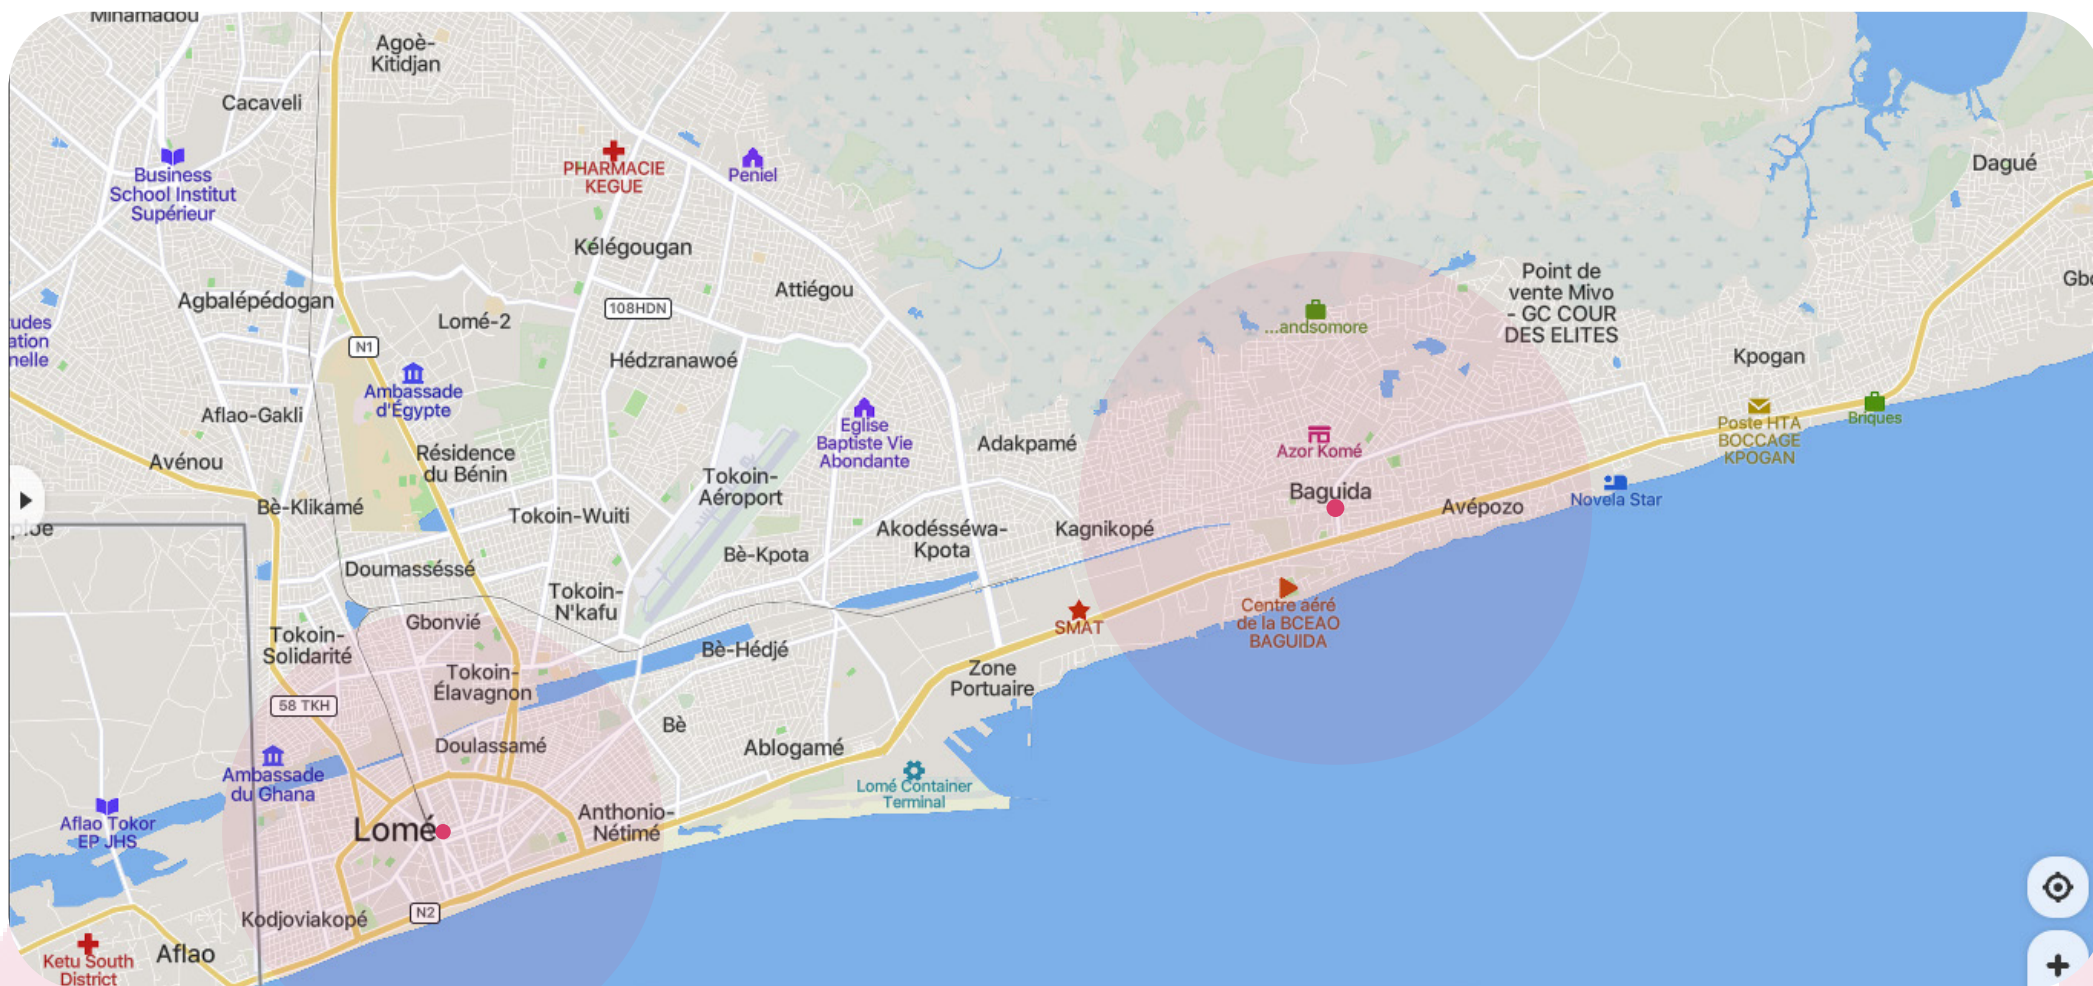 Minamadou
Agoè-
Kitidjan
Cacaveli
Business
School Institut
Supérieur
PHARMACIE
KEGUE
Peniel
Dagué
Kélégougan
Attiégou
108HDN
Agbalépédogan
Lomé-2
N1
Hédzranawoé
Ambassade
d'Égypte
Aflao-Gakli
Eglise
Baptiste Vie
Abondante
Résidence
du Bénin
Avénou
Tokoin-
Aéroport
Adakpamé
Bè-Klikamé
Tokoin-Wuiti
Akodésséwa-
Kpota
Kagnikopé
Bè-Kpota
Doumasséssé
Tokoin-
N'kafu
Gbonvié
Tokoin-
Solidarité
Bè-Hédjé
Tokoin-
Élavagnon
58 TKH
Bè
Doulassamé
Ablogamé
Zone
Portuaire
SMAT
Ambassade
du Ghana
Lomé Container
Terminal
Aflao Tokor
EP JHS
Lomé
Anthonio-
Nétimé
Kodjoviakopé
N2
Aflao
Ketu South
District
...andsomore
Point de
vente Mivo
- GC COUR
DES ELITES
Kpogan
Azor Komé
Baguida
Avépozo
Novela Star
Poste HTA
BOCCAGE
KPOGAN
Briques
Centre aéré
de la BCEAO
BAGUIDA